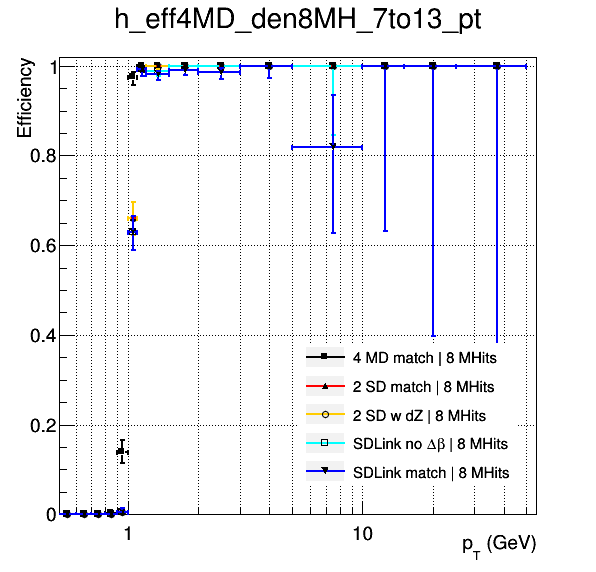 h_eff4MD_den8MH_7to13_pt
Efficiency
1
0.8
0.6
0.4
0.2
0
4 MD match | 8 MHits
2 SD match | 8 MHits
2 SD w dZ | 8 MHits
SDLink no Δβ | 8 MHits
SDLink match | 8 MHits
1
10
p_T (GeV)